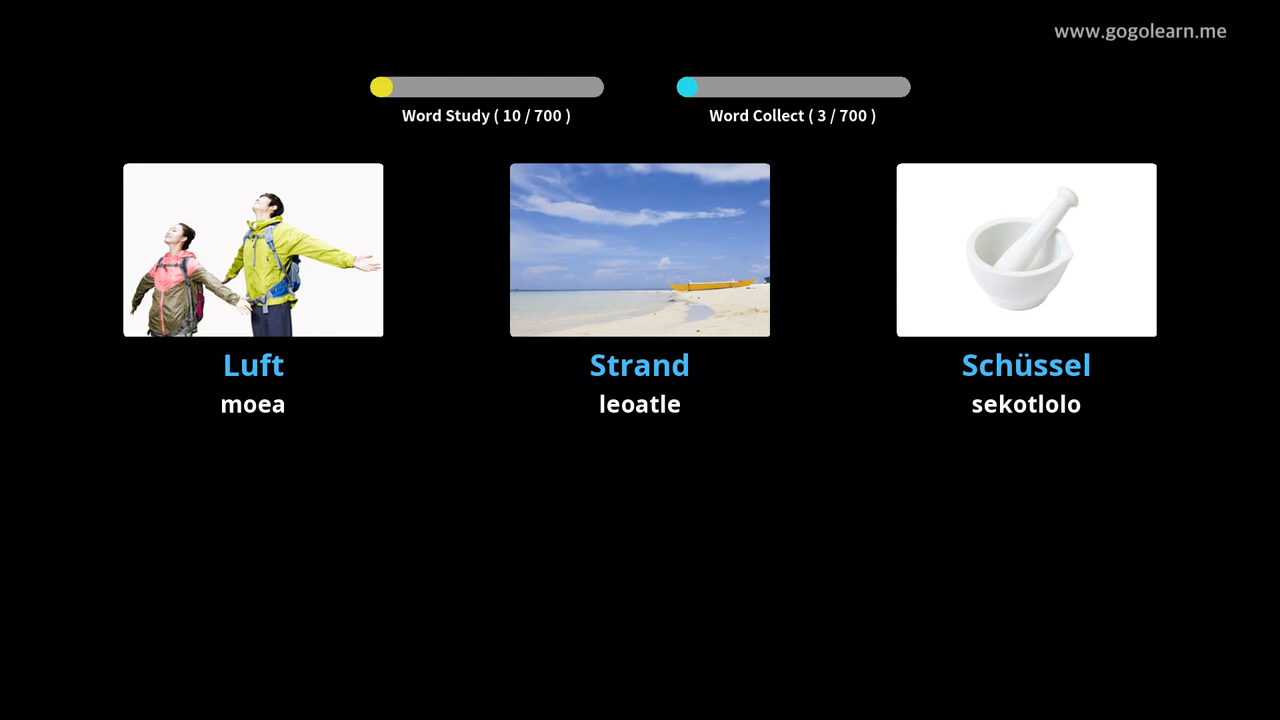 www.gogolearn.me
Word Study ( 10 / 700 )
Word Collect ( 3 / 700 )
Luft
moea
Strand
leoatle
Schüssel
sekotlolo